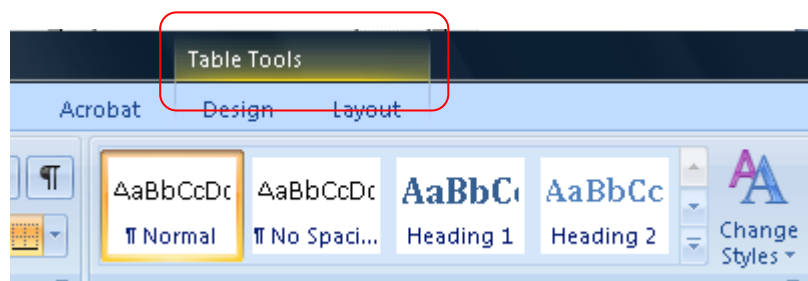 Table Tools
Acrobat Design Layout
¶ AaBbCcDc AaBbCcDc AaBbC AaBbCc
¶ Normal ¶ No Spaci... Heading 1 Heading 2 Change
Styles